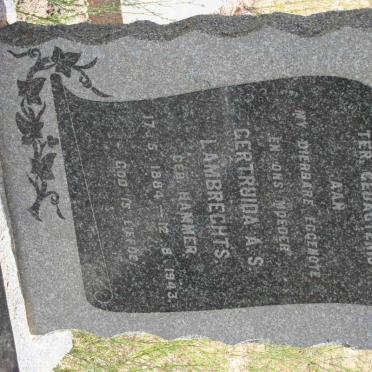 TER GEDAGTENIS
AAN
MY DIERBARE EGGENOTE
EN ONS MOEDER
GERTRUIDA A. S.
LAMBRECHTS
GEB. HAMMER
17. 5. 1884 — 12. 8. 1943.
GOD IS LIEFDE